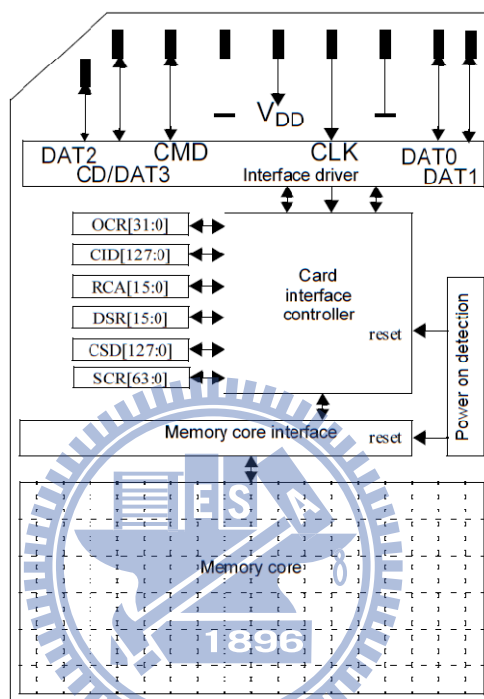 VDD
DAT2 CMD CLK DAT0
CD/DAT3 Interface driver DAT1
OCR[31:0]
CID[127:0]
RCA[15:0]
DSR[15:0]
CSD[127:0]
SCR[63:0]
Card
interface
controller
reset
Power on detection
Memory core interface reset
ESA
Memory core
8
1896